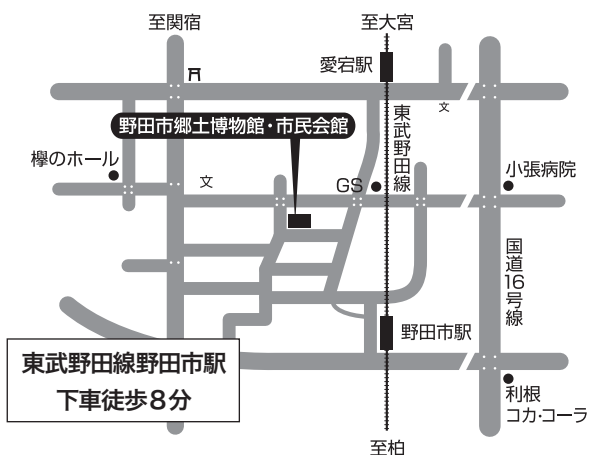 至関宿
至大宮
愛宕駅
文
東武野田線
野田市郷土博物館・市民会館
欅のホール
文
GS
小張病院
国道16号線
野田市駅
東武野田線野田市駅
下車徒歩8分
利根
コカ・コーラ
至柏